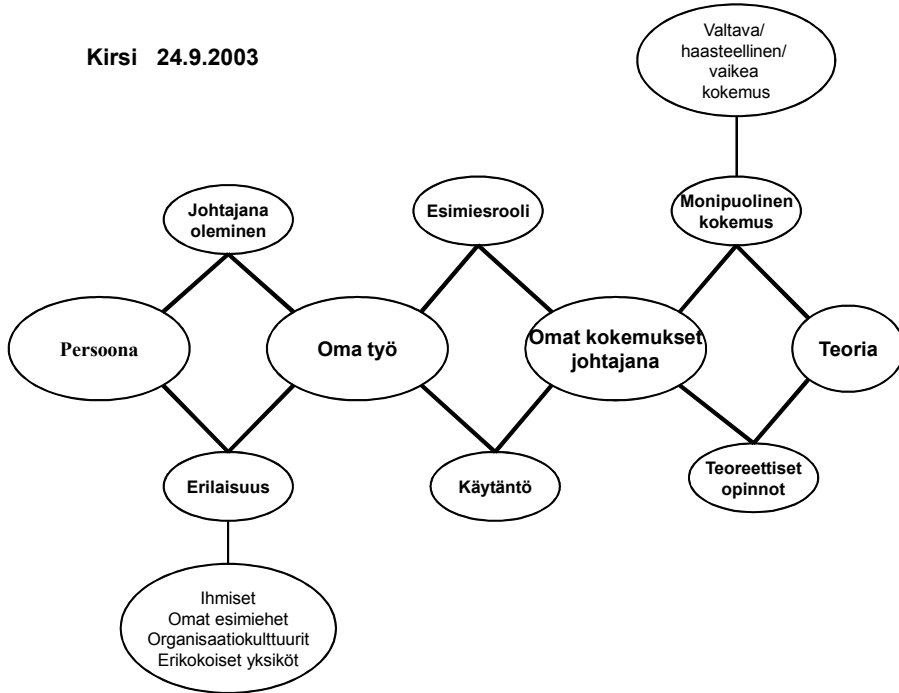 Kirsi 24.9.2003
Valtava/
haasteellinen/
vaikea
kokemus
Johtajana
oleminen
Esimiesrooli
Monipuolinen
kokemus
Persoona
Oma työ
Omat kokemukset
johtajana
Teoria
Erilaisuus
Käytäntö
Teoreettiset
opinnot
Ihmiset
Omat esimiehet
Organisaatiokulttuurit
Erikokoiset yksiköt